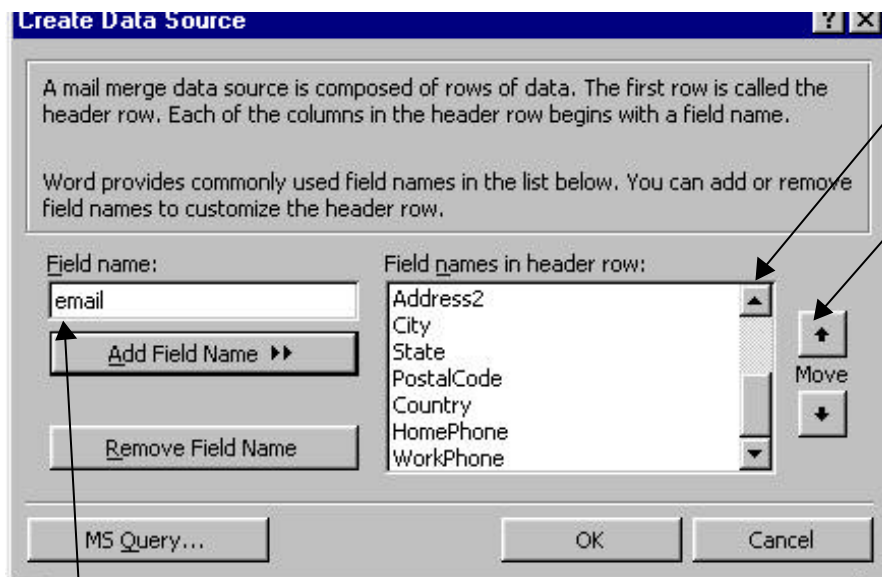 Create Data Source
A mail merge data source is composed of rows of data. The first row is called the
header row. Each of the columns in the header row begins with a field name.
Word provides commonly used field names in the list below. You can add or remove
field names to customize the header row.
Field name:
email
Add Field Name
Remove Field Name
Field names in header row:
Address2
City
State
PostalCode
Country
HomePhone
WorkPhone
Move
MS Query...
OK
Cancel